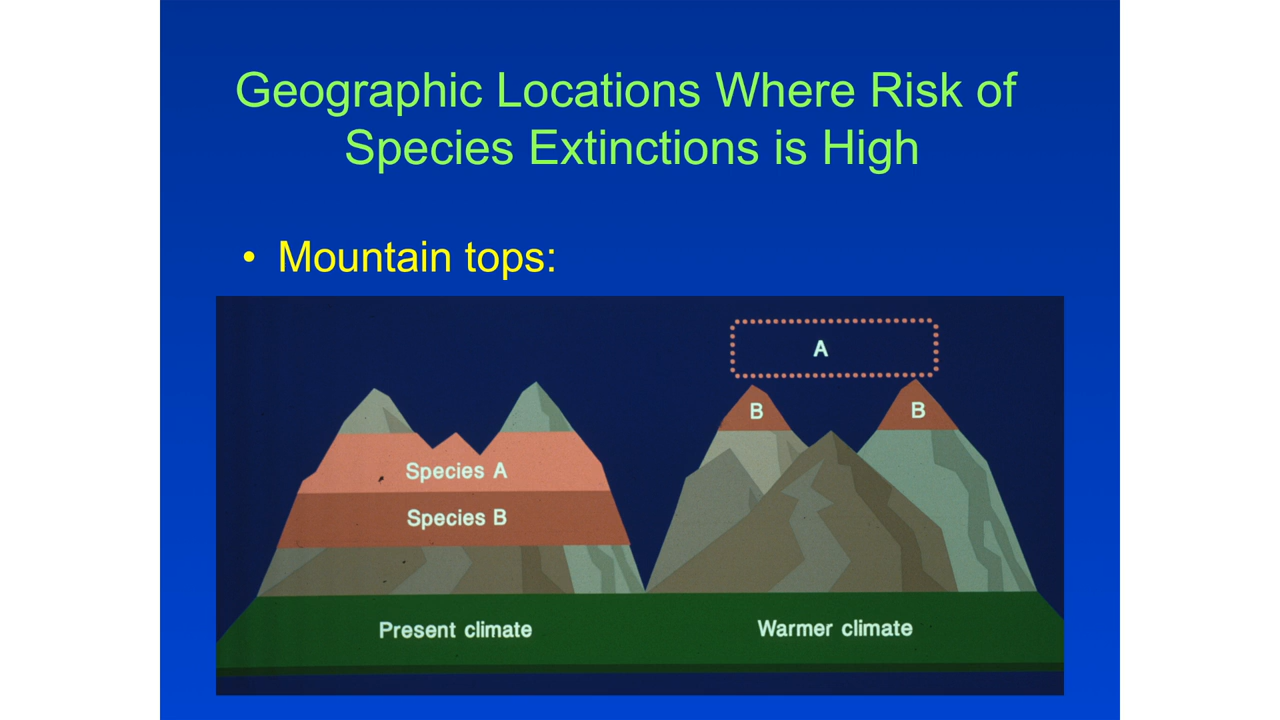 Geographic Locations Where Risk of
Species Extinctions is High
• Mountain tops:
A
B B
Species A
Species B
Present climate Warmer climate